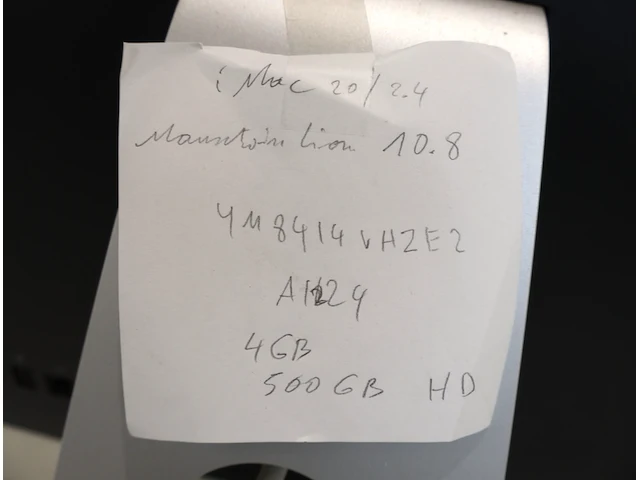 iMac 20/2.4
Mountain Lion 10.8
YM8414VHZE2
A1224
4GB
500GB HD